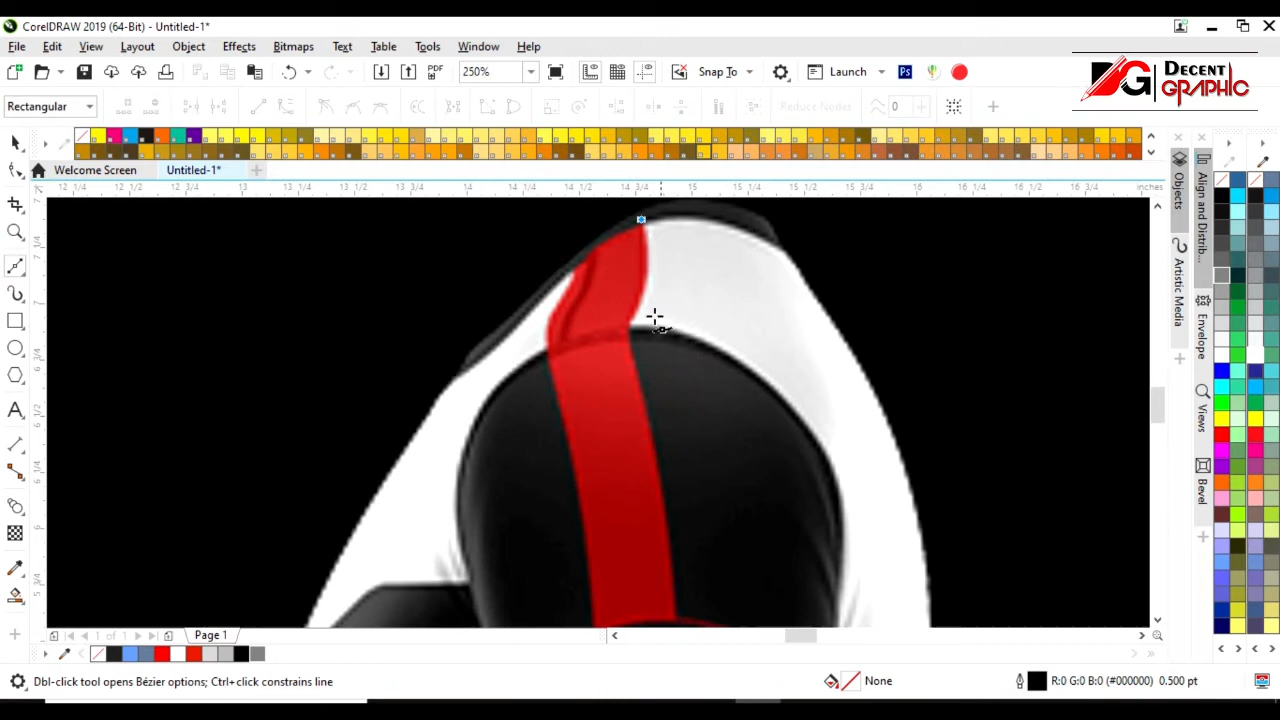 CorelDRAW 2019 (64-Bit) - Untitled-1*
File Edit View Layout Object Effects Bitmaps Text Table Tools Window Help
PDF 250% Snap To Launch Ps
DECENT GRAPHIC
Rectangular Reduce Nodes 0
Welcome Screen Untitled-1*
12 1/4 12 1/2 12 3/4 13 13 1/4 13 1/2 13 3/4 14 14 1/4 14 1/2 14 3/4 15 15 1/4 15 1/2 15 3/4 16 16 1/4 16 1/2 16 3/4 inches
Objects
Artistic Media
Align and Distrib...
Envelope
Views
Bevel
1 of 1 Page 1
Dbl-click tool opens Bézier options; Ctrl+click constrains line None R:0 G:0 B:0 (#000000) 0.500 pt